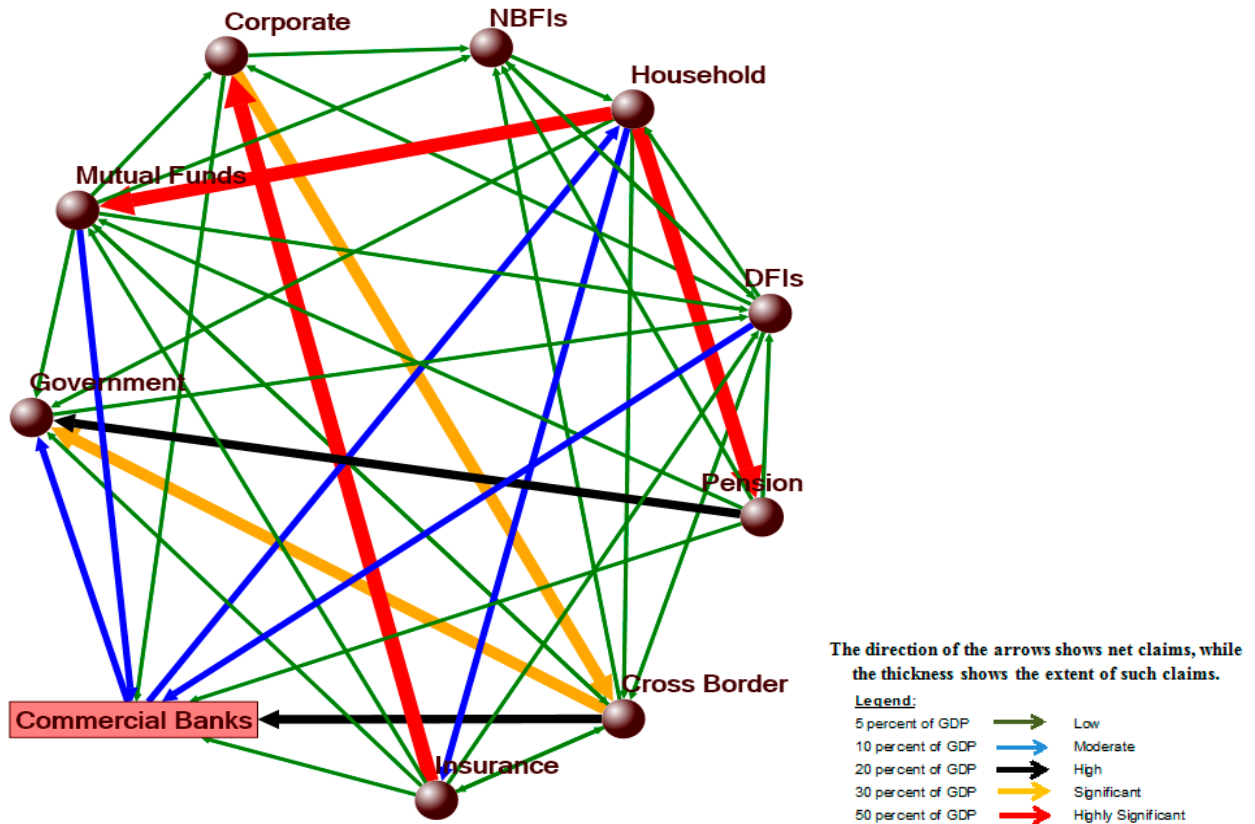 Corporate
NBFIs
Household
Mutual Funds
DFIs
Government
Pension
Cross Border
Commercial Banks
Insurance
The direction of the arrows shows net claims, while
the thickness shows the extent of such claims.
Legend:
5 percent of GDP Low
10 percent of GDP Moderate
20 percent of GDP High
30 percent of GDP Significant
50 percent of GDP Highly Significant